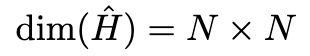 dim(Ĥ) = N × N